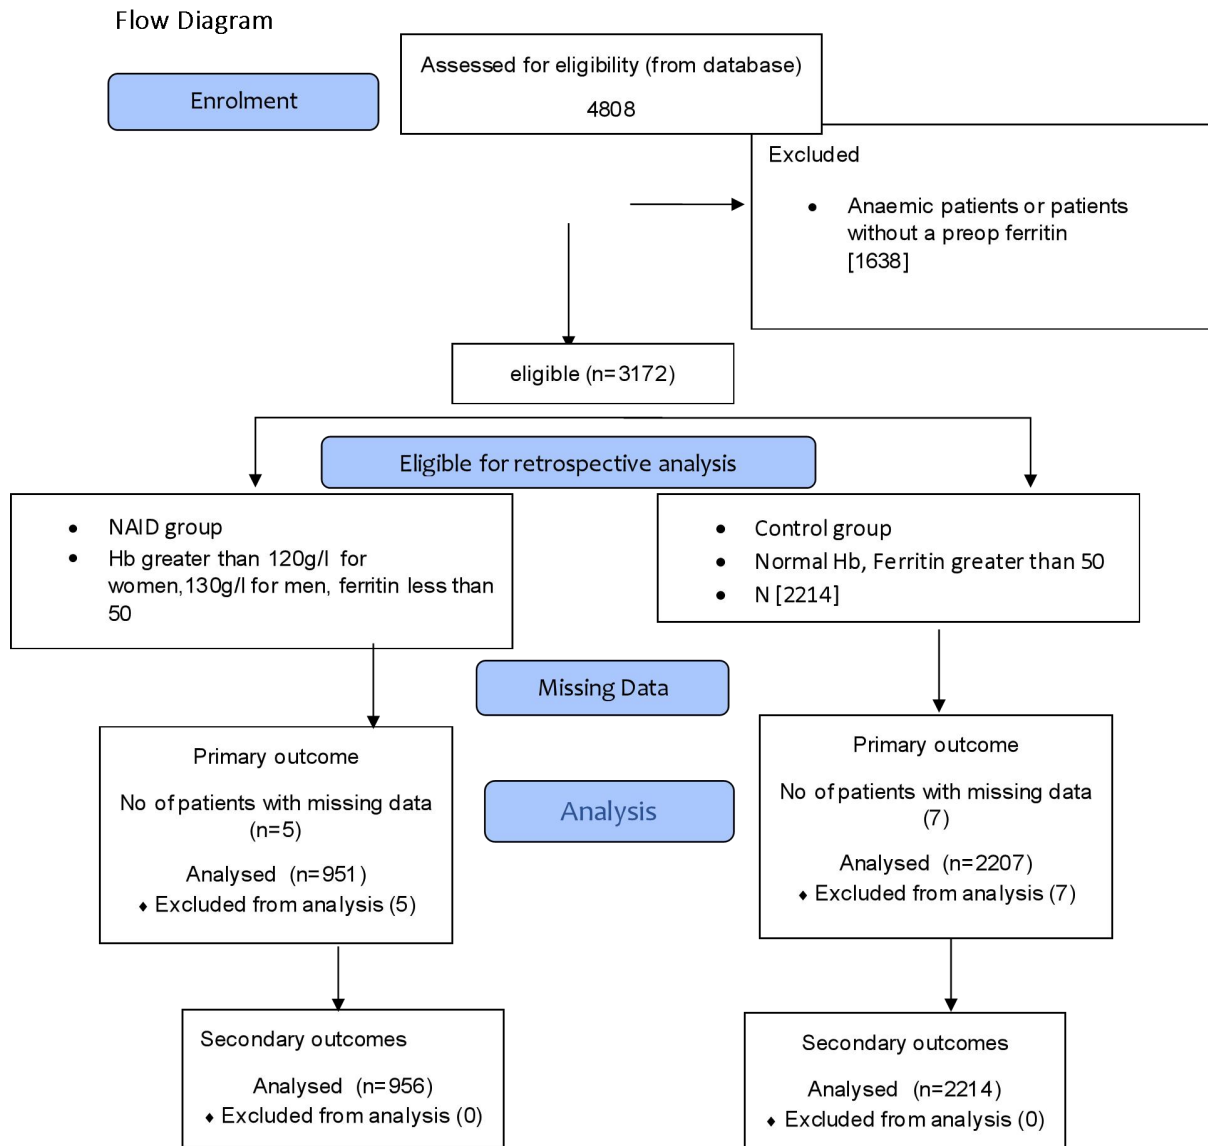 Flow Diagram
Assessed for eligibility (from database)
4808
Enrolment
Excluded
• Anaemic patients or patients
without a preop ferritin
[1638]
eligible (n=3172)
Eligible for retrospective analysis
• NAID group
• Hb greater than 120g/l for
women,130g/l for men, ferritin less than
50
• Control group
• Normal Hb, Ferritin greater than 50
• N [2214]
Missing Data
Primary outcome
No of patients with missing data
(n=5)
Analysed (n=951)
♦ Excluded from analysis (5)
Analysis
Primary outcome
No of patients with missing data
(7)
Analysed (n=2207)
♦ Excluded from analysis (7)
Secondary outcomes
Analysed (n=956)
♦ Excluded from analysis (0)
Secondary outcomes
Analysed (n=2214)
♦ Excluded from analysis (0)